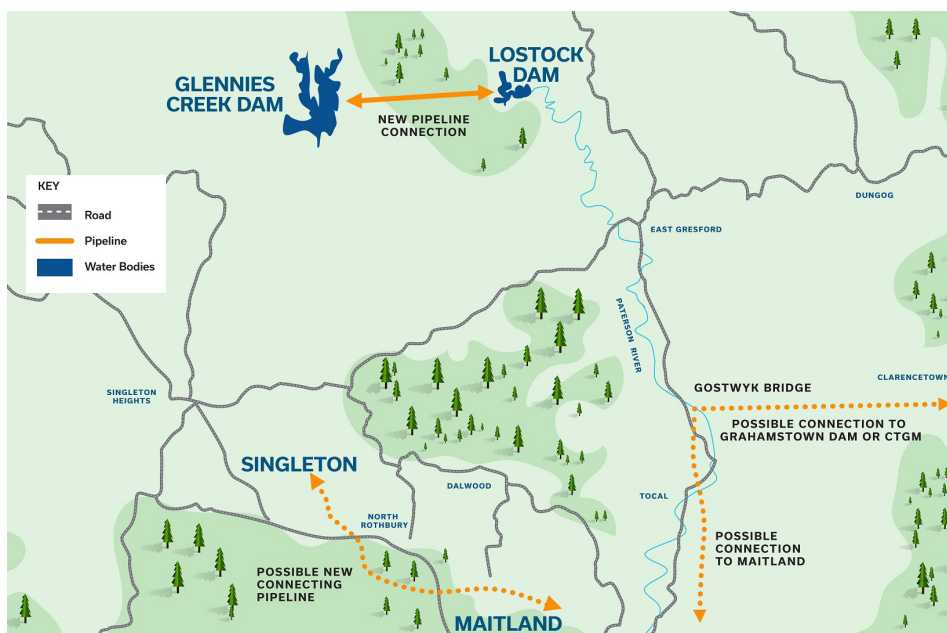 LOSTOCK
DAM
GLENNIES
CREEK DAM
NEW PIPELINE
CONNECTION
KEY
Road
Pipeline
Water Bodies
DUNGOG
EAST GRESFORD
PATERSON RIVER
SINGLETON
HEIGHTS
GOSTWYK BRIDGE
CLARENCETOWN
POSSIBLE CONNECTION TO
GRAHAMSTOWN DAM OR CTGM
SINGLETON
DALWOOD
TOCAL
NORTH
ROTHBURY
POSSIBLE
CONNECTION
TO MAITLAND
POSSIBLE NEW
CONNECTING
PIPELINE
MAITLAND